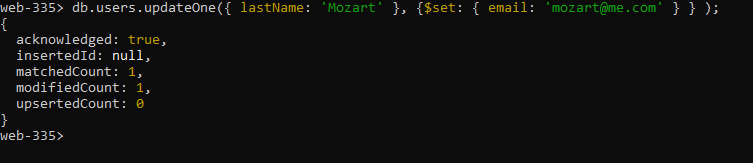 web-335> db.users.updateOne({ lastName: 'Mozart' }, {$set: { email: 'mozart@me.com' } } );
{
  acknowledged: true,
  insertedId: null,
  matchedCount: 1,
  modifiedCount: 1,
  upsertedCount: 0
}
web-335>